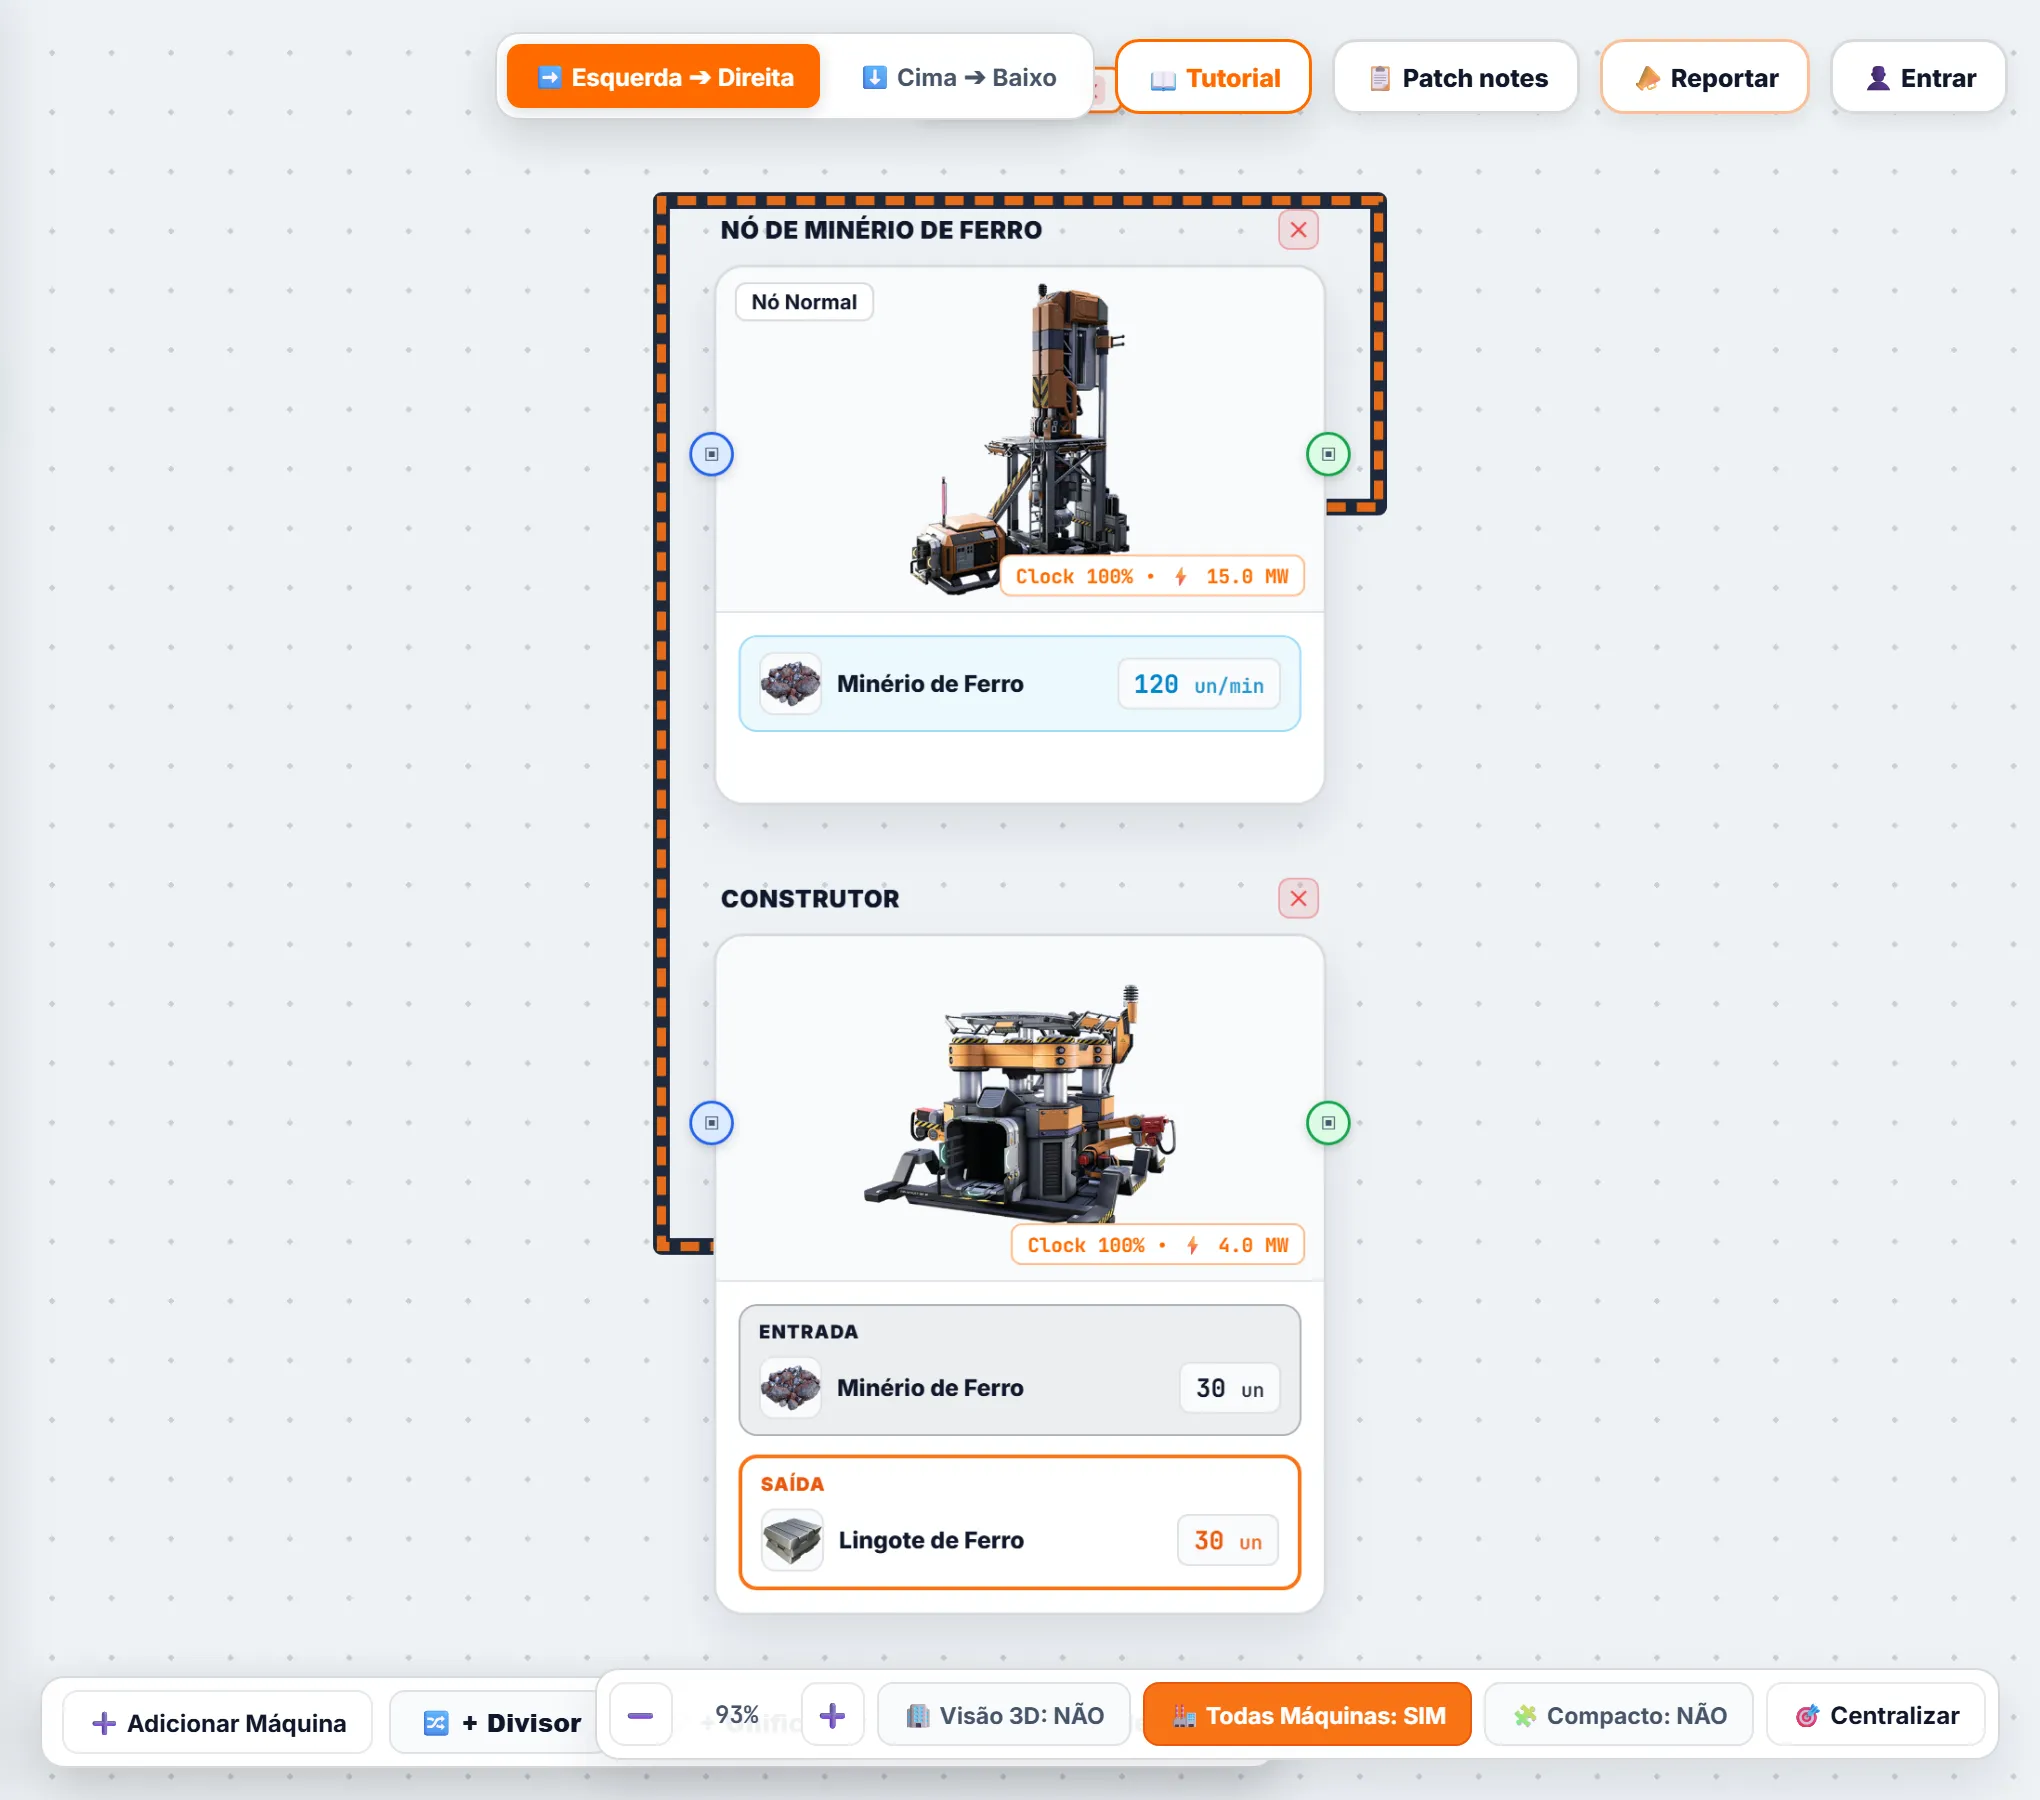 Esquerda ➔ Direita
Cima ➔ Baixo
Tutorial
Patch notes
Reportar
Entrar
NÓ DE MINÉRIO DE FERRO
Nó Normal
Clock 100% • 15.0 MW
Minério de Ferro
120 un/min
CONSTRUTOR
Clock 100% • 4.0 MW
ENTRADA
Minério de Ferro
30 un
SAÍDA
Lingote de Ferro
30 un
Adicionar Máquina
+ Divisor
93%
Visão 3D: NÃO
Todas Máquinas: SIM
Compacto: NÃO
Centralizar